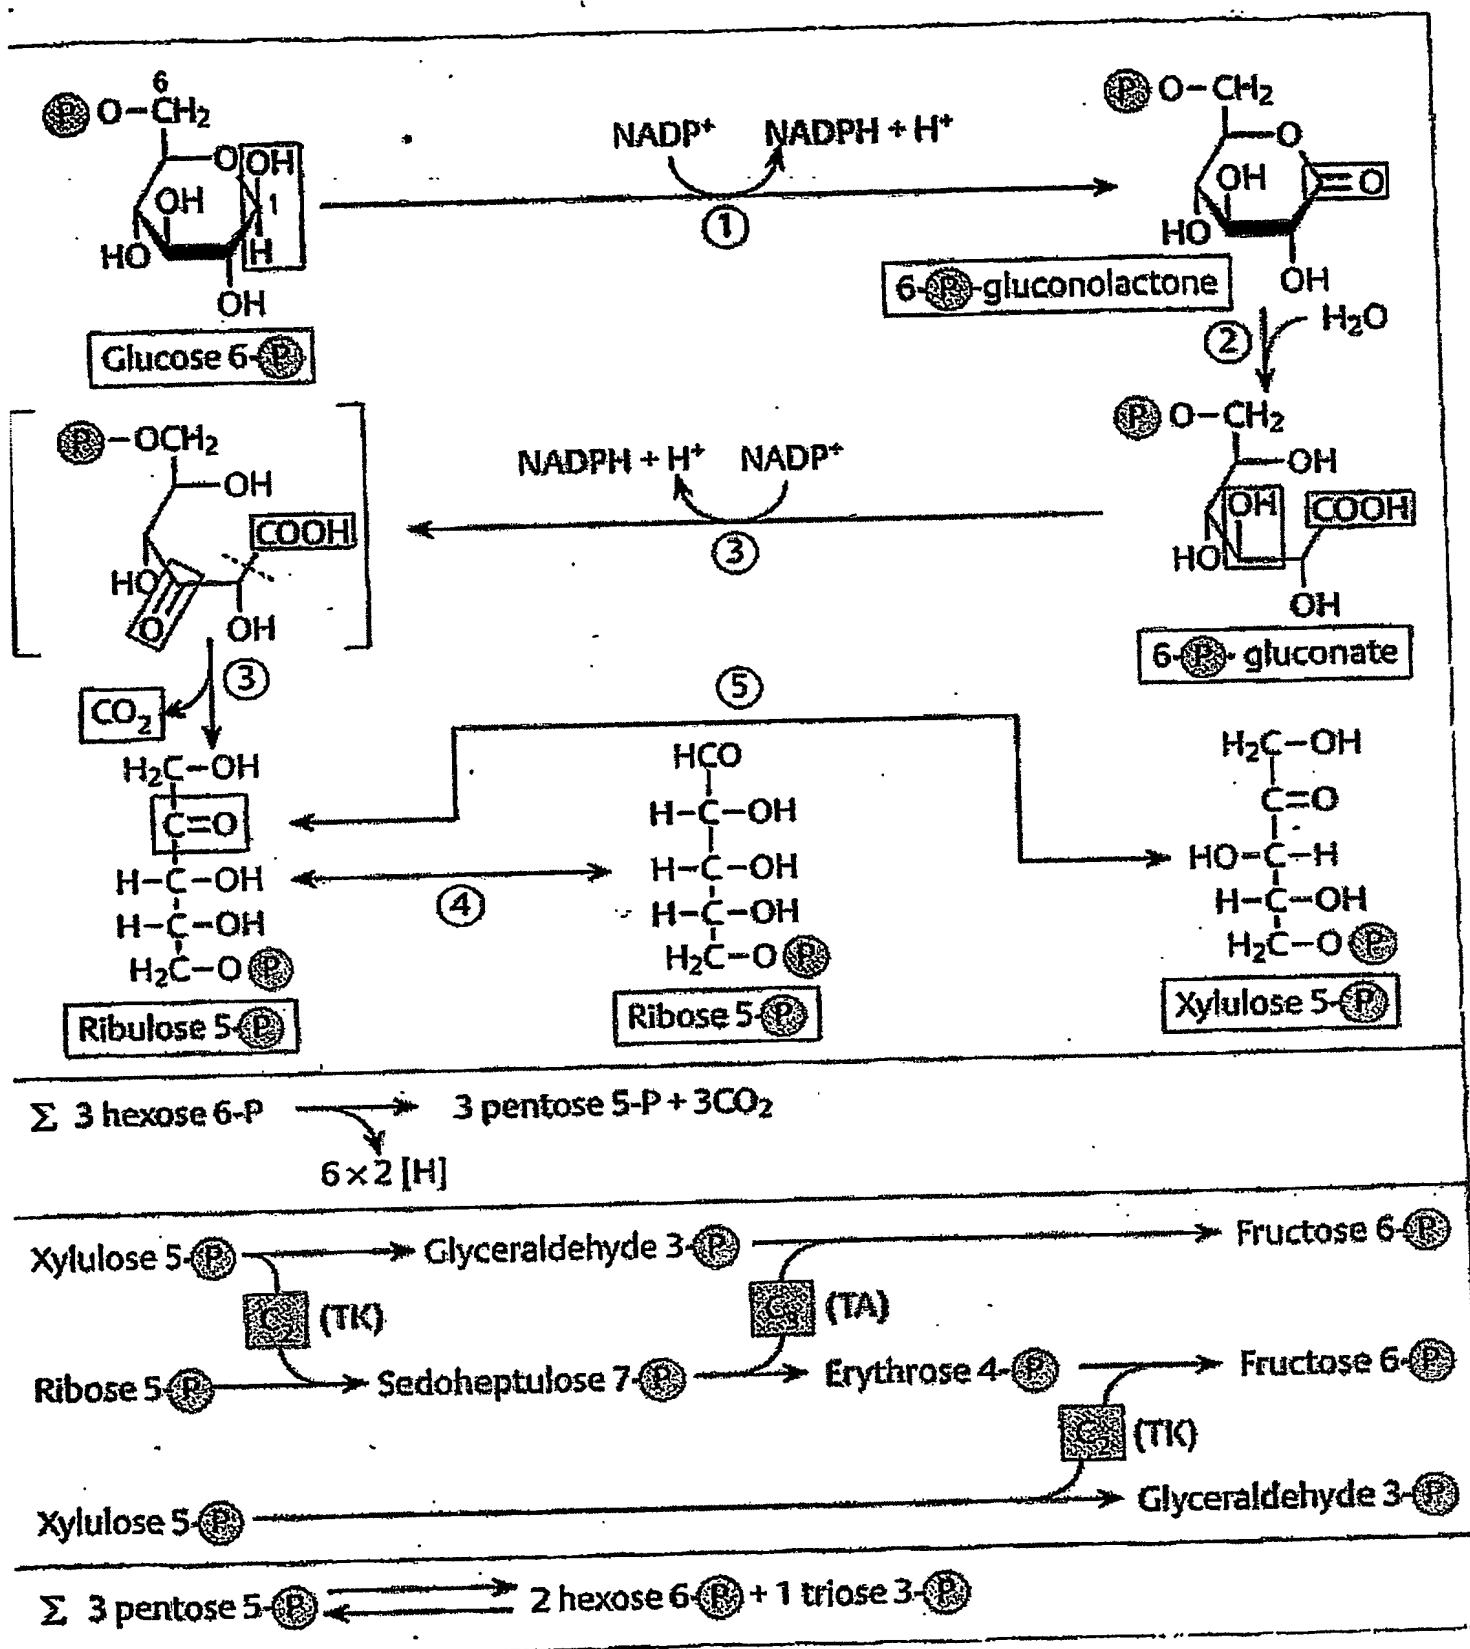 6
P O–CH₂
O OH
OH 1
HO H
OH
Glucose 6-P
NADP⁺ NADPH + H⁺
①
P O–CH₂
O
OH =O
HO
OH
6-P-gluconolactone
② H₂O
P –OCH₂
OH
COOH
HO
O OH
NADPH + H⁺ NADP⁺
③
P O–CH₂
OH
OH COOH
HO
OH
6-P- gluconate
③
CO₂
⑤
H₂C–OH
C=O
H–C–OH
H–C–OH
H₂C–O P
Ribulose 5-P
④
HCO
H–C–OH
H–C–OH
H–C–OH
H₂C–O P
Ribose 5-P
H₂C–OH
C=O
HO–C–H
H–C–OH
H₂C–O P
Xylulose 5-P
Σ 3 hexose 6-P 3 pentose 5-P + 3CO₂
6 × 2 [H]
Xylulose 5-P Glyceraldehyde 3-P Fructose 6-P
C₂ (TK) C₃ (TA)
Ribose 5-P Sedoheptulose 7-P Erythrose 4-P Fructose 6-P
C₂ (TK)
Xylulose 5-P Glyceraldehyde 3-P
Σ 3 pentose 5-P 2 hexose 6-P + 1 triose 3-P